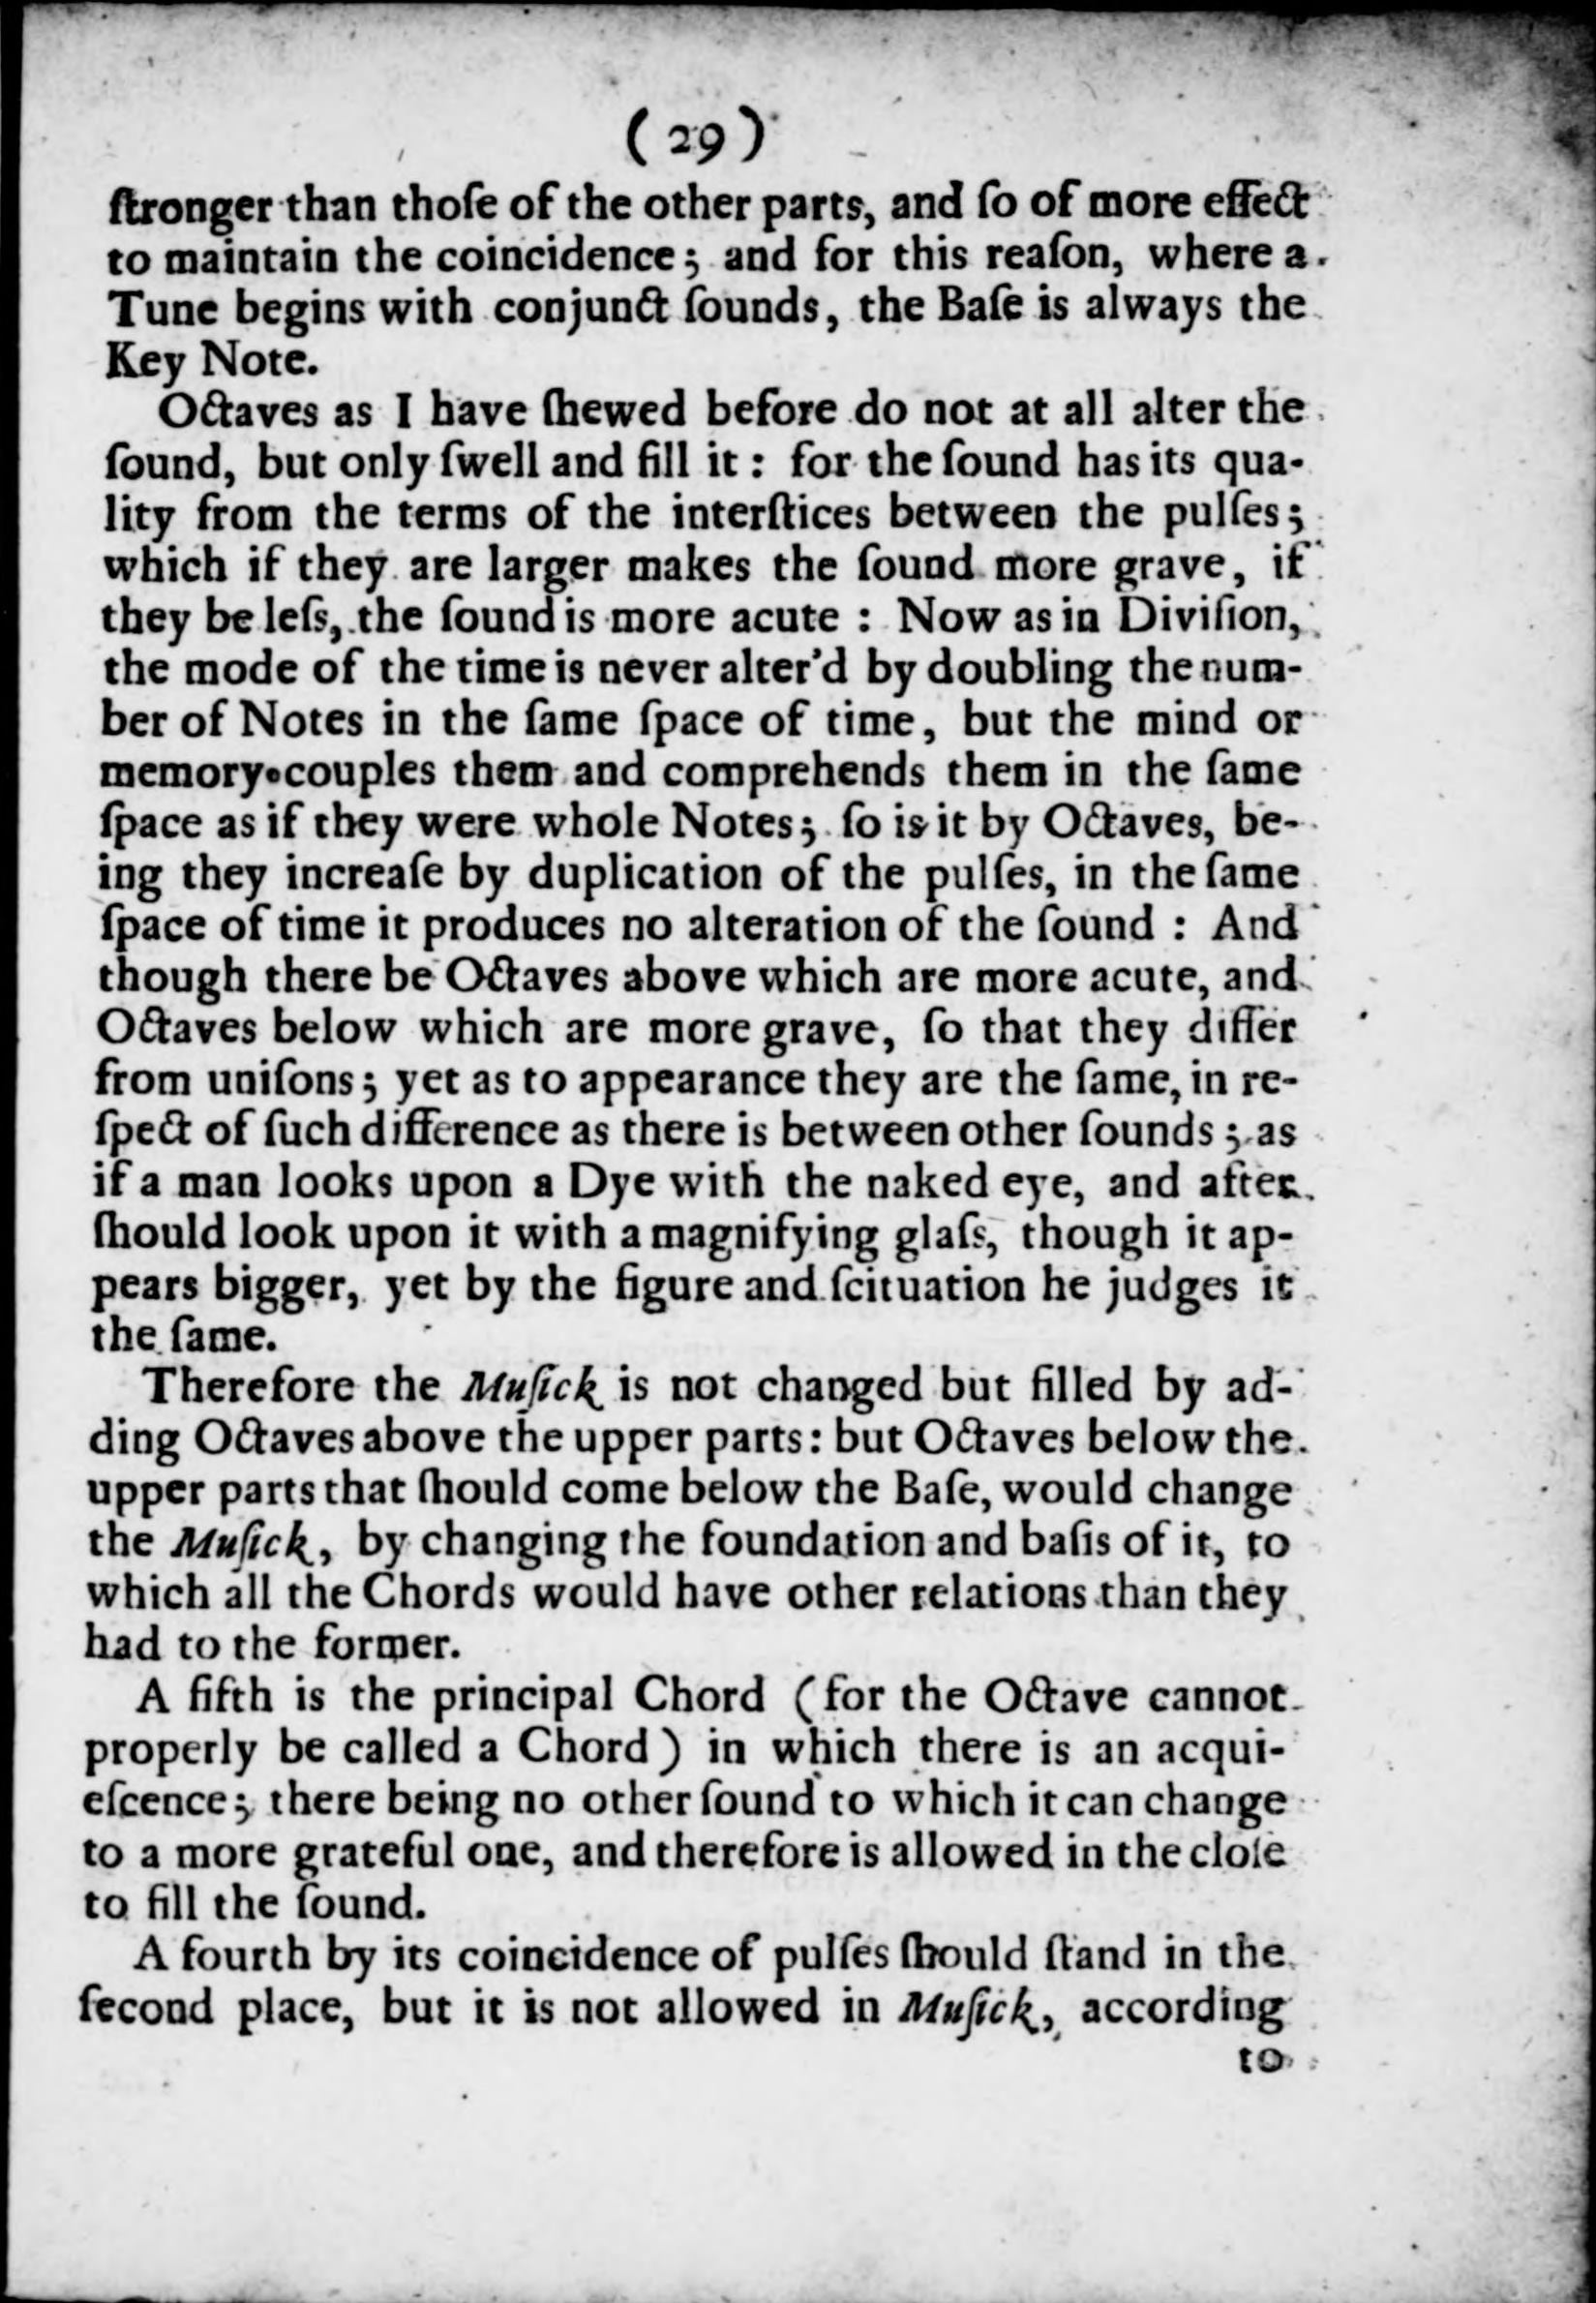 (29)
ſtronger than thoſe of the other parts, and ſo of more effect
to maintain the coincidence; and for this reaſon, where a
Tune begins with conjunct ſounds, the Baſe is always the
Key Note.
Octaves as I have ſhewed before do not at all alter the
ſound, but only ſwell and fill it: for the ſound has its qua-
lity from the terms of the interſtices between the pulſes;
which if they are larger makes the ſound more grave, if
they be leſs, the ſound is more acute : Now as in Diviſion,
the mode of the time is never alter'd by doubling the num-
ber of Notes in the ſame ſpace of time, but the mind or
memory couples them and comprehends them in the ſame
ſpace as if they were whole Notes; ſo is it by Octaves, be-
ing they increaſe by duplication of the pulſes, in the ſame
ſpace of time it produces no alteration of the ſound : And
though there be Octaves above which are more acute, and
Octaves below which are more grave, ſo that they differ
from uniſons; yet as to appearance they are the ſame, in re-
ſpect of ſuch difference as there is between other ſounds; as
if a man looks upon a Dye with the naked eye, and after
ſhould look upon it with a magnifying glaſs, though it ap-
pears bigger, yet by the figure and ſcituation he judges it
the ſame.
Therefore the Muſick is not changed but filled by ad-
ding Octaves above the upper parts: but Octaves below the
upper parts that ſhould come below the Baſe, would change
the Muſick, by changing the foundation and baſis of it, to
which all the Chords would have other relations than they
had to the former.
A fifth is the principal Chord (for the Octave cannot
properly be called a Chord) in which there is an acqui-
eſcence; there being no other ſound to which it can change
to a more grateful one, and therefore is allowed in the cloſe
to fill the ſound.
A fourth by its coincidence of pulſes ſhould ſtand in the
ſecond place, but it is not allowed in Muſick, according
to